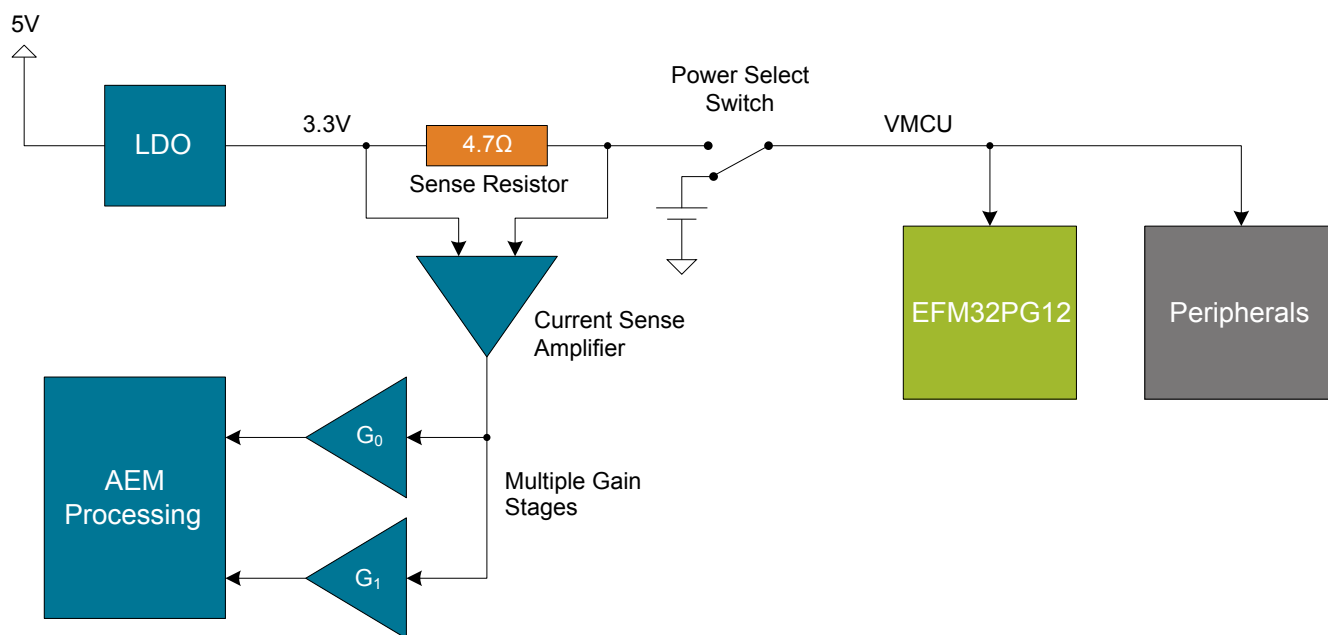 5V
LDO
3.3V
4.7Ω
Sense Resistor
Power Select
Switch
VMCU
EFM32PG12
Peripherals
Current Sense
Amplifier
AEM
Processing
G₀
G₁
Multiple Gain
Stages